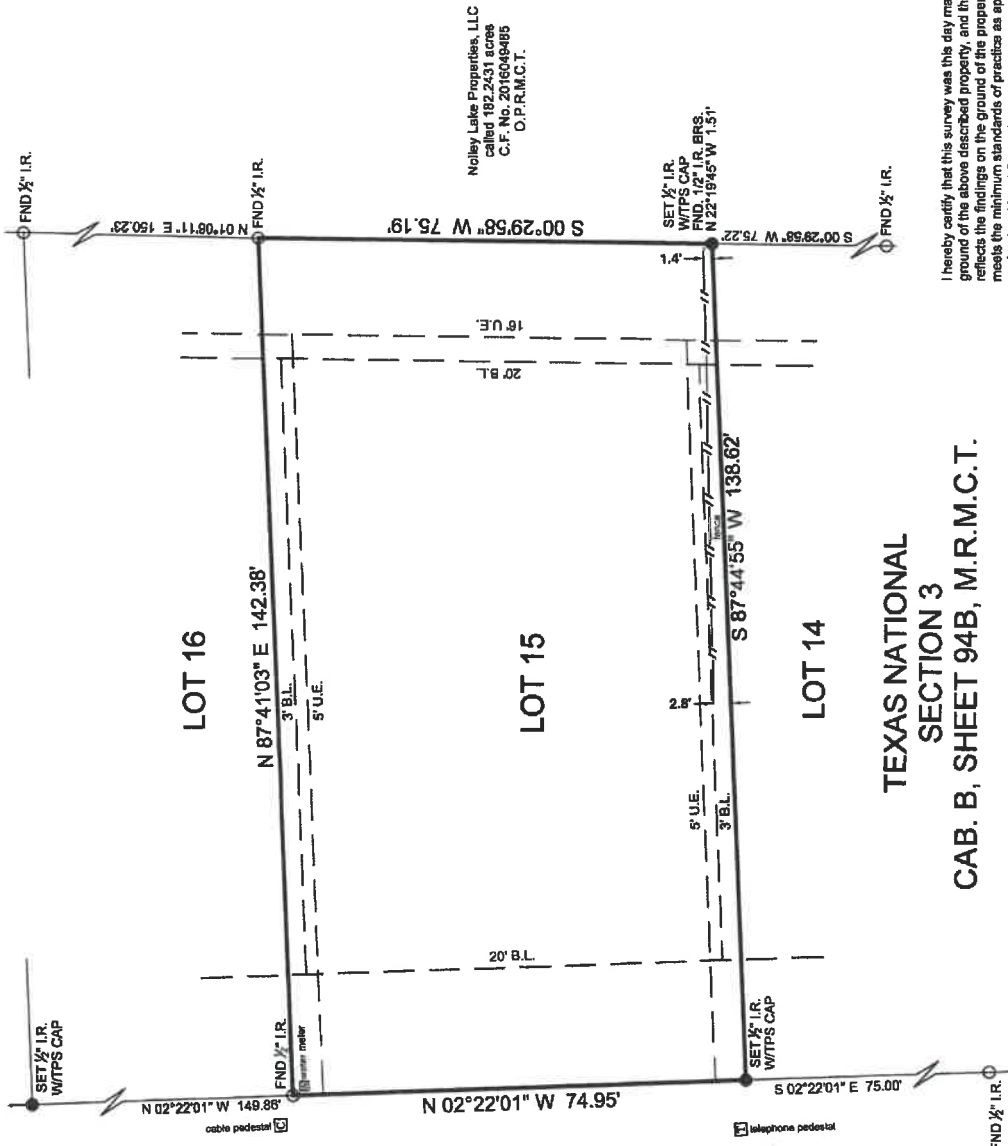 FND ½" I.R.
Nolley Lake Properties, LLC
called 182.2431 acres
C.F. No. 2016049485
O.P.R.M.C.T.
N 01°08'11" E 150.23'
FND ½" I.R.
S 00°29'58" W 75.19'
SET ½" I.R.
W/TPS CAP
FND. 1/2" I.R. BRS.
N 22°19'45" W 1.51'
1.4'
S 00°29'58" W 75.22'
FND ½" I.R.
16' U.E.
20' B.L.
LOT 16
N 87°41'03" E 142.38'
3' B.L.
5' U.E.
LOT 15
S 87°44'55" W 138.62'
fence
2.8'
5' U.E.
3' B.L.
LOT 14
20' B.L.
SET ½" I.R.
W/TPS CAP
FND ½" I.R.
water meter
SET ½" I.R.
W/TPS CAP
N 02°22'01" W 149.86'
cable pedestal C
N 02°22'01" W 74.95'
S 02°22'01" E 75.00'
T telephone pedestal
FND ½" I.R.
TEXAS NATIONAL
SECTION 3
CAB. B, SHEET 94B, M.R.M.C.T.
I hereby certify that this survey was this day ma
ground of the above described property, and th
reflects the findings on the ground of the proper
meets the minimum standards of practice as ap